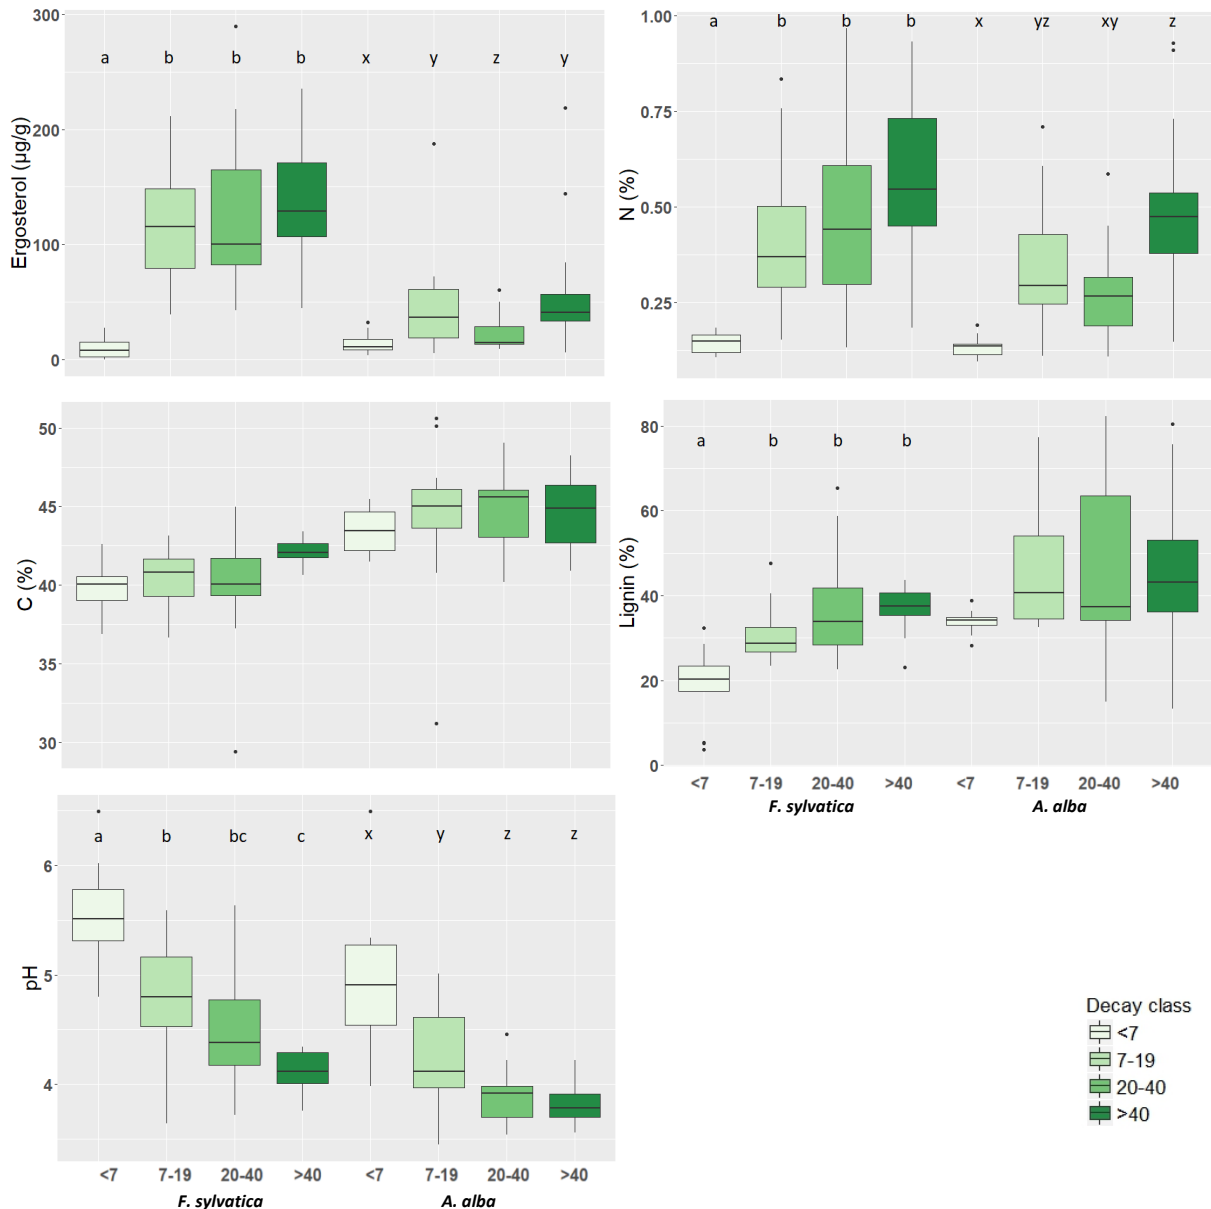 Ergosterol (µg/g)
300
200
100
0
a b b b x y z y
N (%)
1.00
0.75
0.50
0.25
a b b b x yz xy z
C (%)
50
45
40
35
30
Lignin (%)
80
60
40
20
0
a b b b
<7 7-19 20-40 >40 <7 7-19 20-40 >40
F. sylvatica A. alba
pH
6
5
4
a b bc c x y z z
<7 7-19 20-40 >40 <7 7-19 20-40 >40
F. sylvatica A. alba
Decay class
<7
7-19
20-40
>40